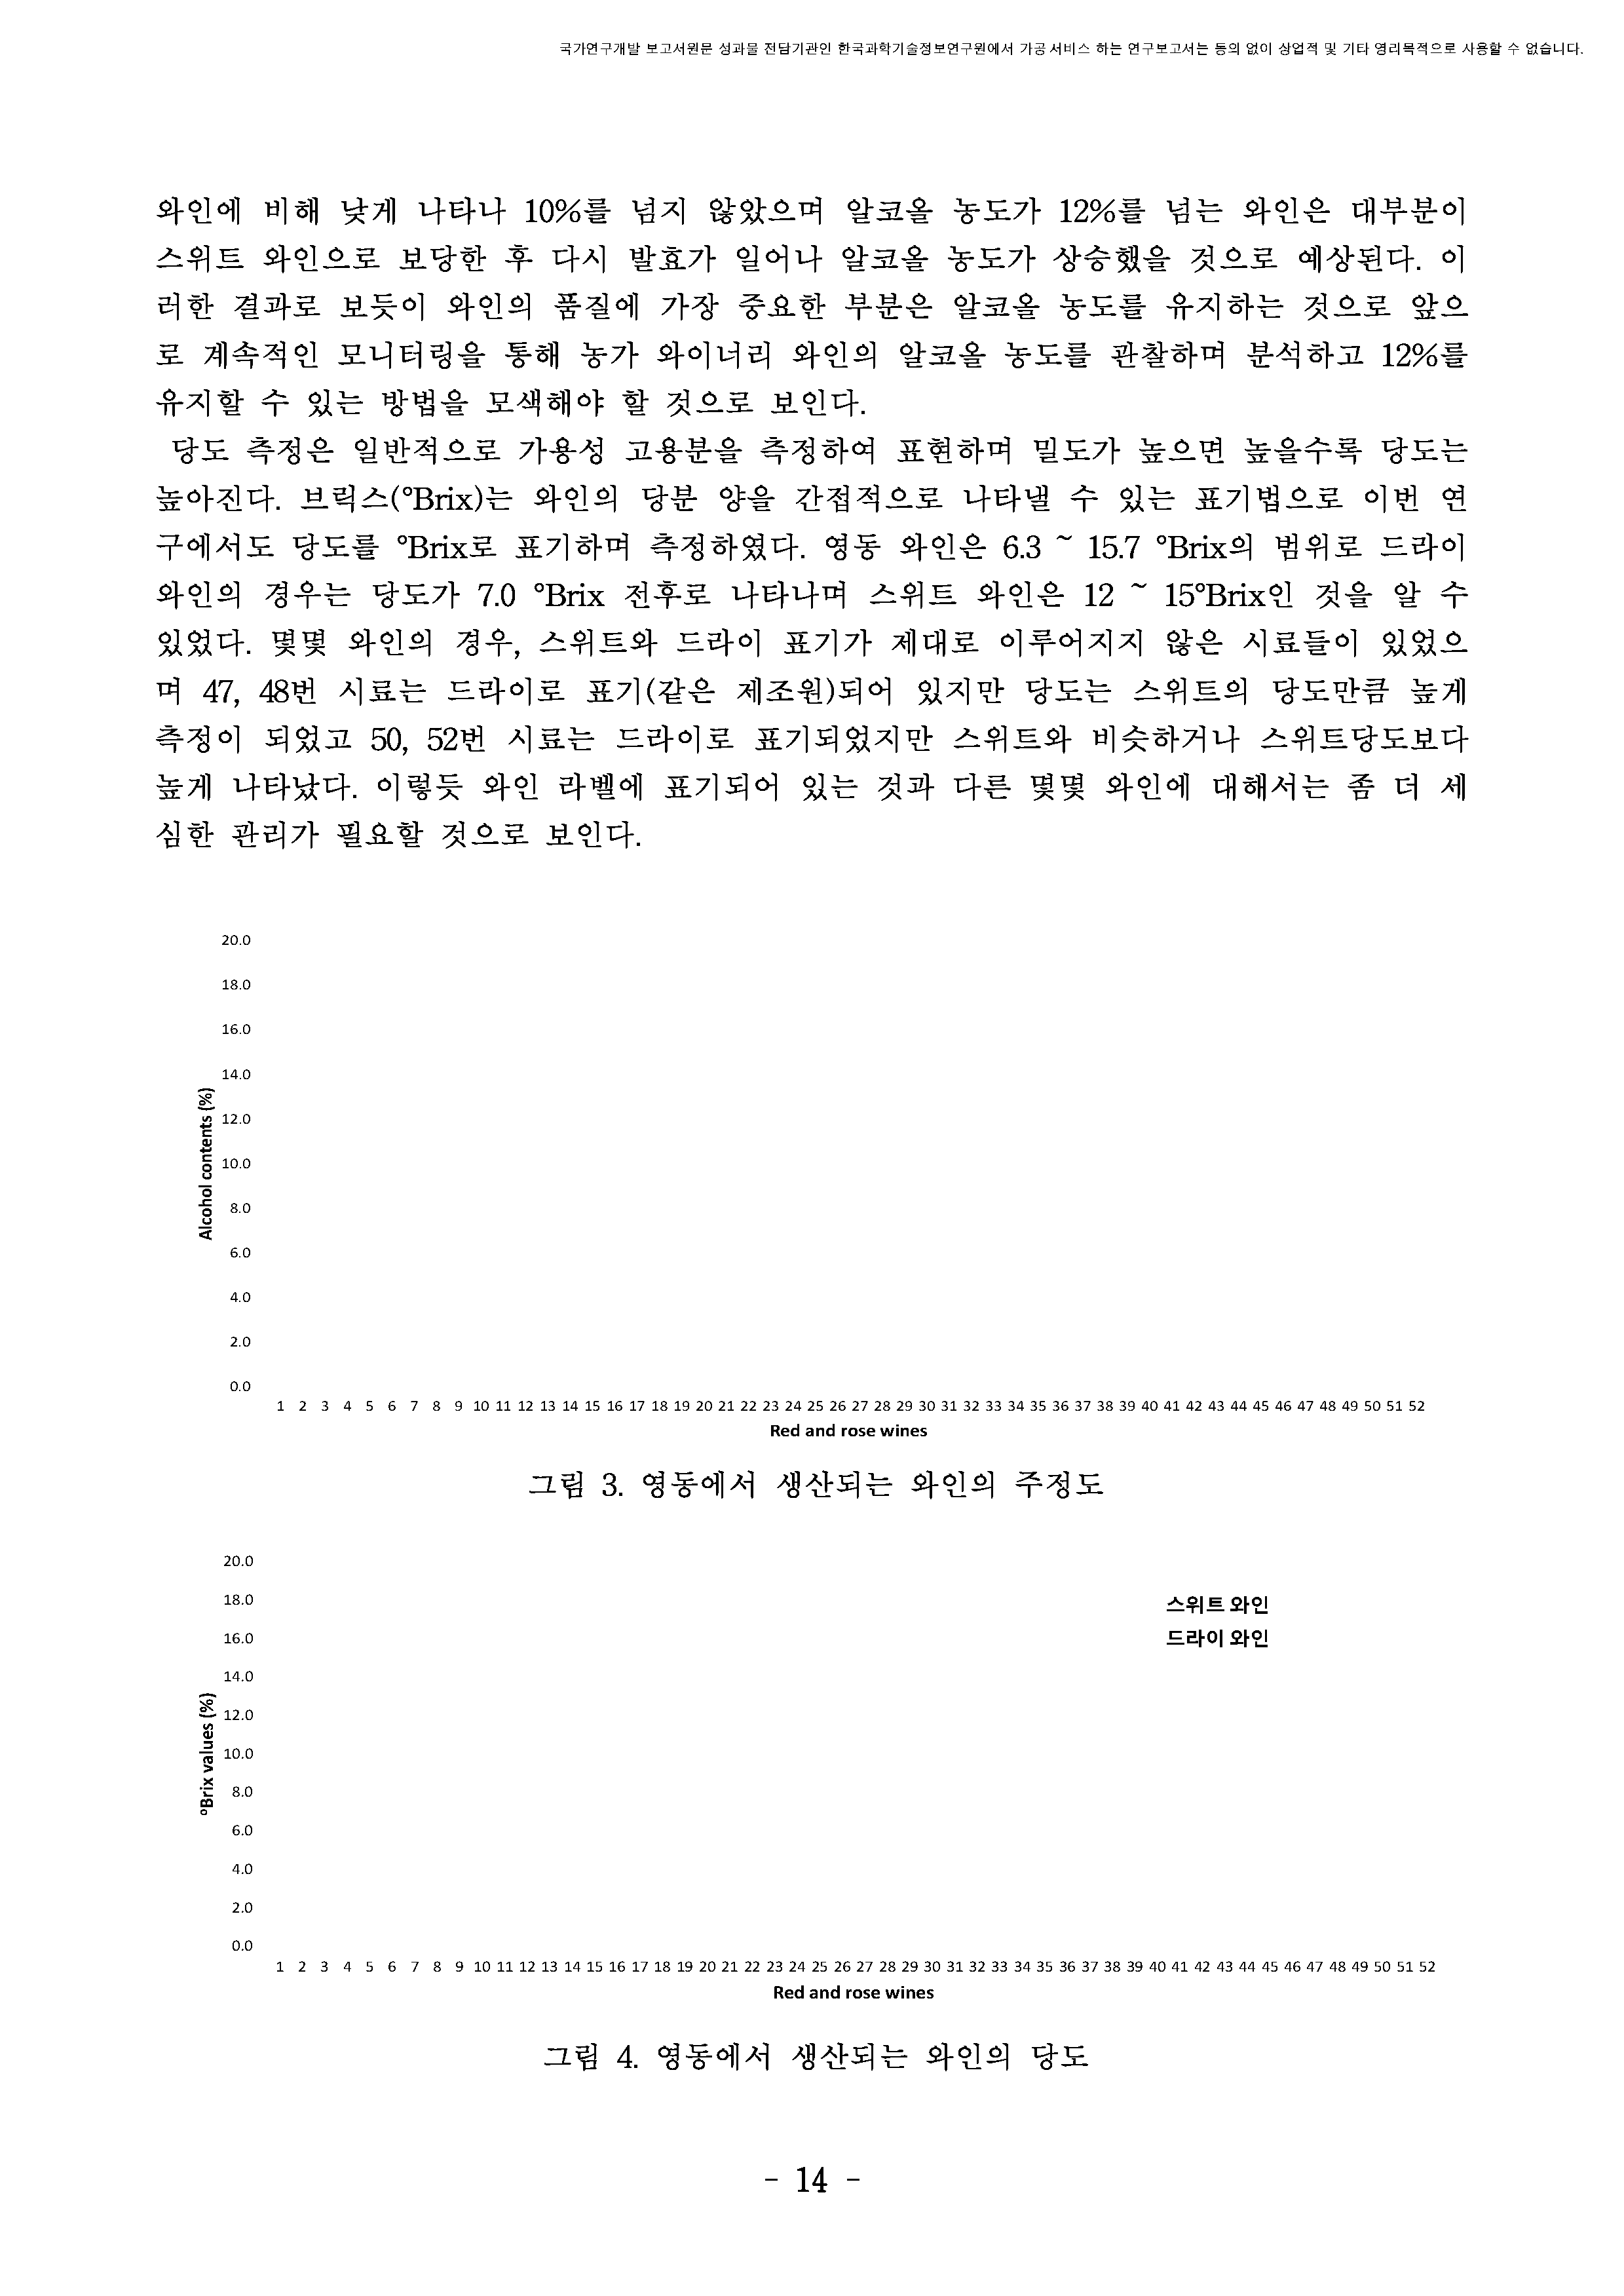 국가연구개발 보고서원문 성과물 전담기관인 한국과학기술정보연구원에서 가공·서비스 하는 연구보고서는 동의 없이 상업적 및 기타 영리목적으로 사용할 수 없습니다.
와인에 비해 낮게 나타나 10%를 넘지 않았으며 알코올 농도가 12%를 넘는 와인은 대부분이
스위트 와인으로 보당한 후 다시 발효가 일어나 알코올 농도가 상승했을 것으로 예상된다. 이
러한 결과로 보듯이 와인의 품질에 가장 중요한 부분은 알코올 농도를 유지하는 것으로 앞으
로 계속적인 모니터링을 통해 농가 와이너리 와인의 알코올 농도를 관찰하며 분석하고 12%를
유지할 수 있는 방법을 모색해야 할 것으로 보인다.
당도 측정은 일반적으로 가용성 고용분을 측정하여 표현하며 밀도가 높으면 높을수록 당도는
높아진다. 브릭스(°Brix)는 와인의 당분 양을 간접적으로 나타낼 수 있는 표기법으로 이번 연
구에서도 당도를 °Brix로 표기하며 측정하였다. 영동 와인은 6.3 ~ 15.7 °Brix의 범위로 드라이
와인의 경우는 당도가 7.0 °Brix 전후로 나타나며 스위트 와인은 12 ~ 15°Brix인 것을 알 수
있었다. 몇몇 와인의 경우, 스위트와 드라이 표기가 제대로 이루어지지 않은 시료들이 있었으
며 47, 48번 시료는 드라이로 표기(같은 제조원)되어 있지만 당도는 스위트의 당도만큼 높게
측정이 되었고 50, 52번 시료는 드라이로 표기되었지만 스위트와 비슷하거나 스위트당도보다
높게 나타났다. 이렇듯 와인 라벨에 표기되어 있는 것과 다른 몇몇 와인에 대해서는 좀 더 세
심한 관리가 필요할 것으로 보인다.
20.0
18.0
16.0
14.0
12.0
10.0
8.0
6.0
4.0
2.0
0.0
Alcohol contents (%)
1 2 3 4 5 6 7 8 9 10 11 12 13 14 15 16 17 18 19 20 21 22 23 24 25 26 27 28 29 30 31 32 33 34 35 36 37 38 39 40 41 42 43 44 45 46 47 48 49 50 51 52
Red and rose wines
그림 3. 영동에서 생산되는 와인의 주정도
20.0
18.0
16.0
14.0
12.0
10.0
8.0
6.0
4.0
2.0
0.0
°Brix values (%)
스위트 와인
드라이 와인
1 2 3 4 5 6 7 8 9 10 11 12 13 14 15 16 17 18 19 20 21 22 23 24 25 26 27 28 29 30 31 32 33 34 35 36 37 38 39 40 41 42 43 44 45 46 47 48 49 50 51 52
Red and rose wines
그림 4. 영동에서 생산되는 와인의 당도
- 14 -